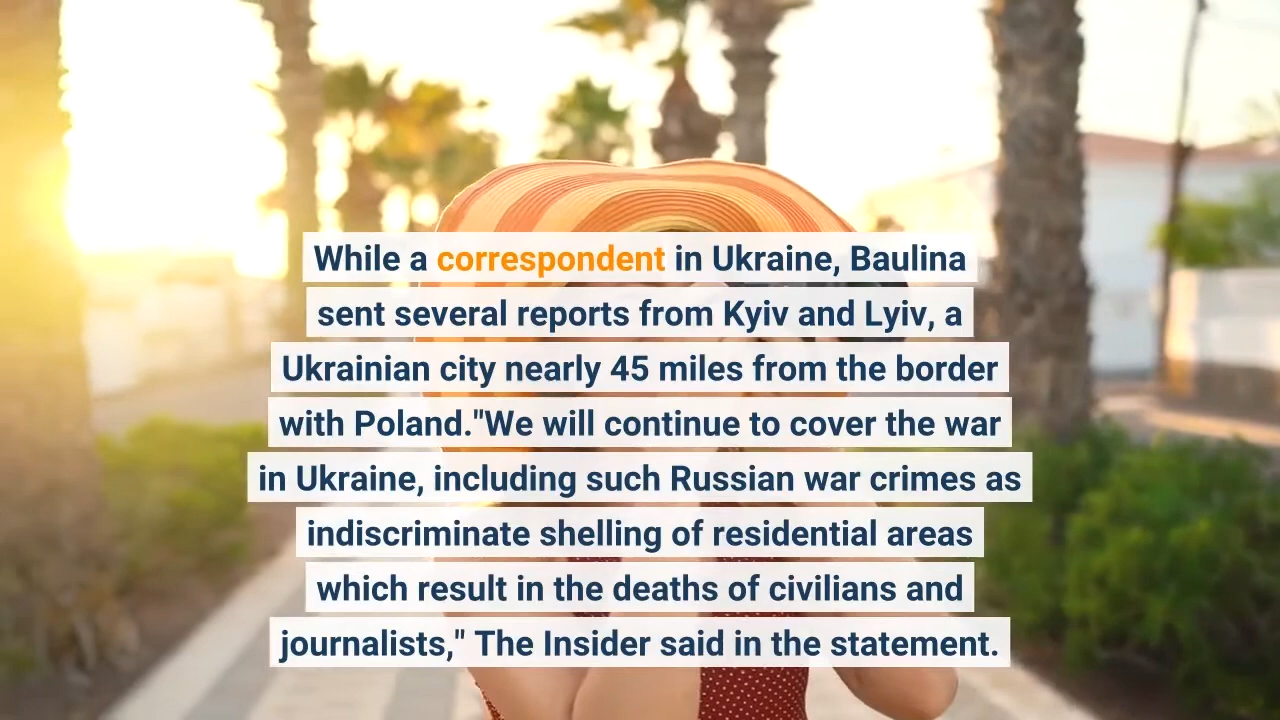 While a correspondent in Ukraine, Baulina
sent several reports from Kyiv and Lyiv, a
Ukrainian city nearly 45 miles from the border
with Poland."We will continue to cover the war
in Ukraine, including such Russian war crimes as
indiscriminate shelling of residential areas
which result in the deaths of civilians and
journalists," The Insider said in the statement.